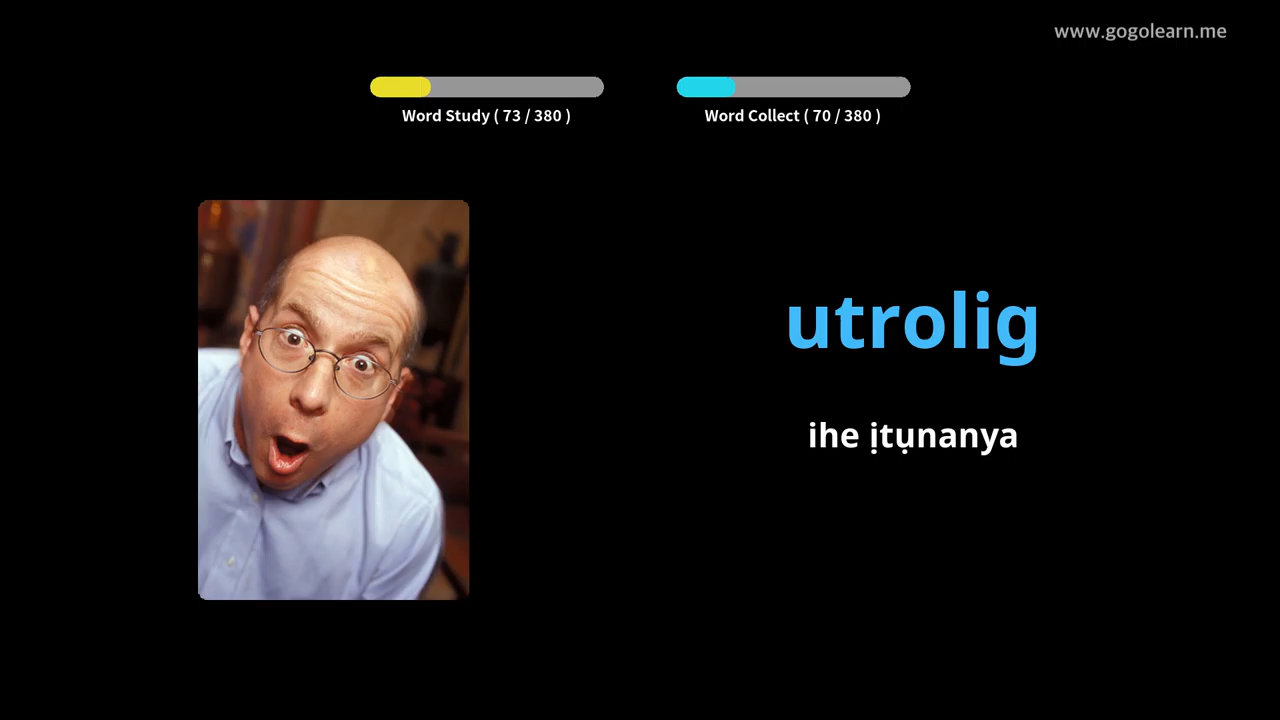 www.gogolearn.me
Word Study ( 73 / 380 )
Word Collect ( 70 / 380 )
utrolig
ihe ịtụnanya